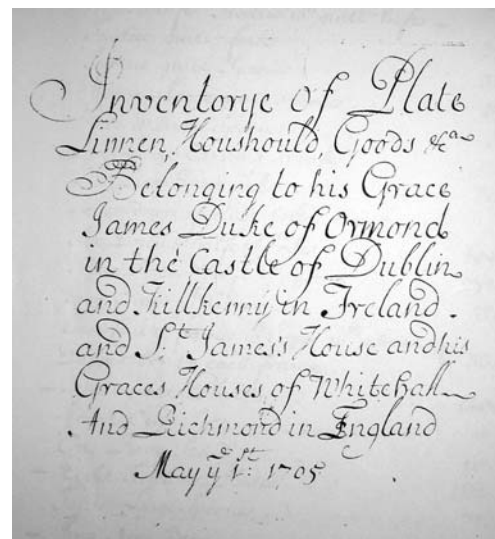 Inventorye of Plate
Linnen, Houshould, Goods &ca
Belonging to his Grace
James Duke of Ormond
in the Castle of Dublin
and Killkenny in Ireland.
and St. James's House and his
Graces Houses, of Whitehall
And Richmond in England
May ye 1st: 1705